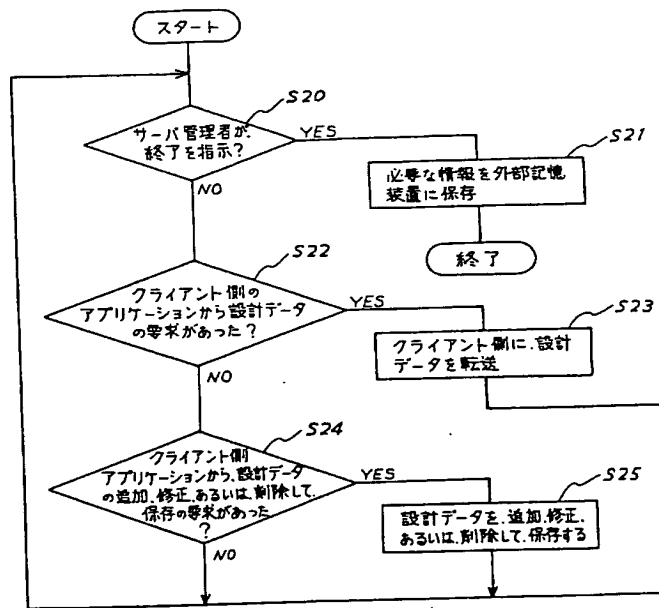 スタート
S20
サーバ管理者が、
終了を指示?
YES
S21
必要な情報を外部記憶
装置に保存
NO
終了
S22
クライアント側の
アプリケーションから設計データ
の要求があった?
YES
S23
クライアント側に、設計
データを転送
NO
S24
クライアント側
アプリケーションから、設計データ
の追加、修正、あるいは、削除して、
保存の要求があった
?
YES
S25
設計データを、追加、修正、
あるいは、削除して、保存する
NO